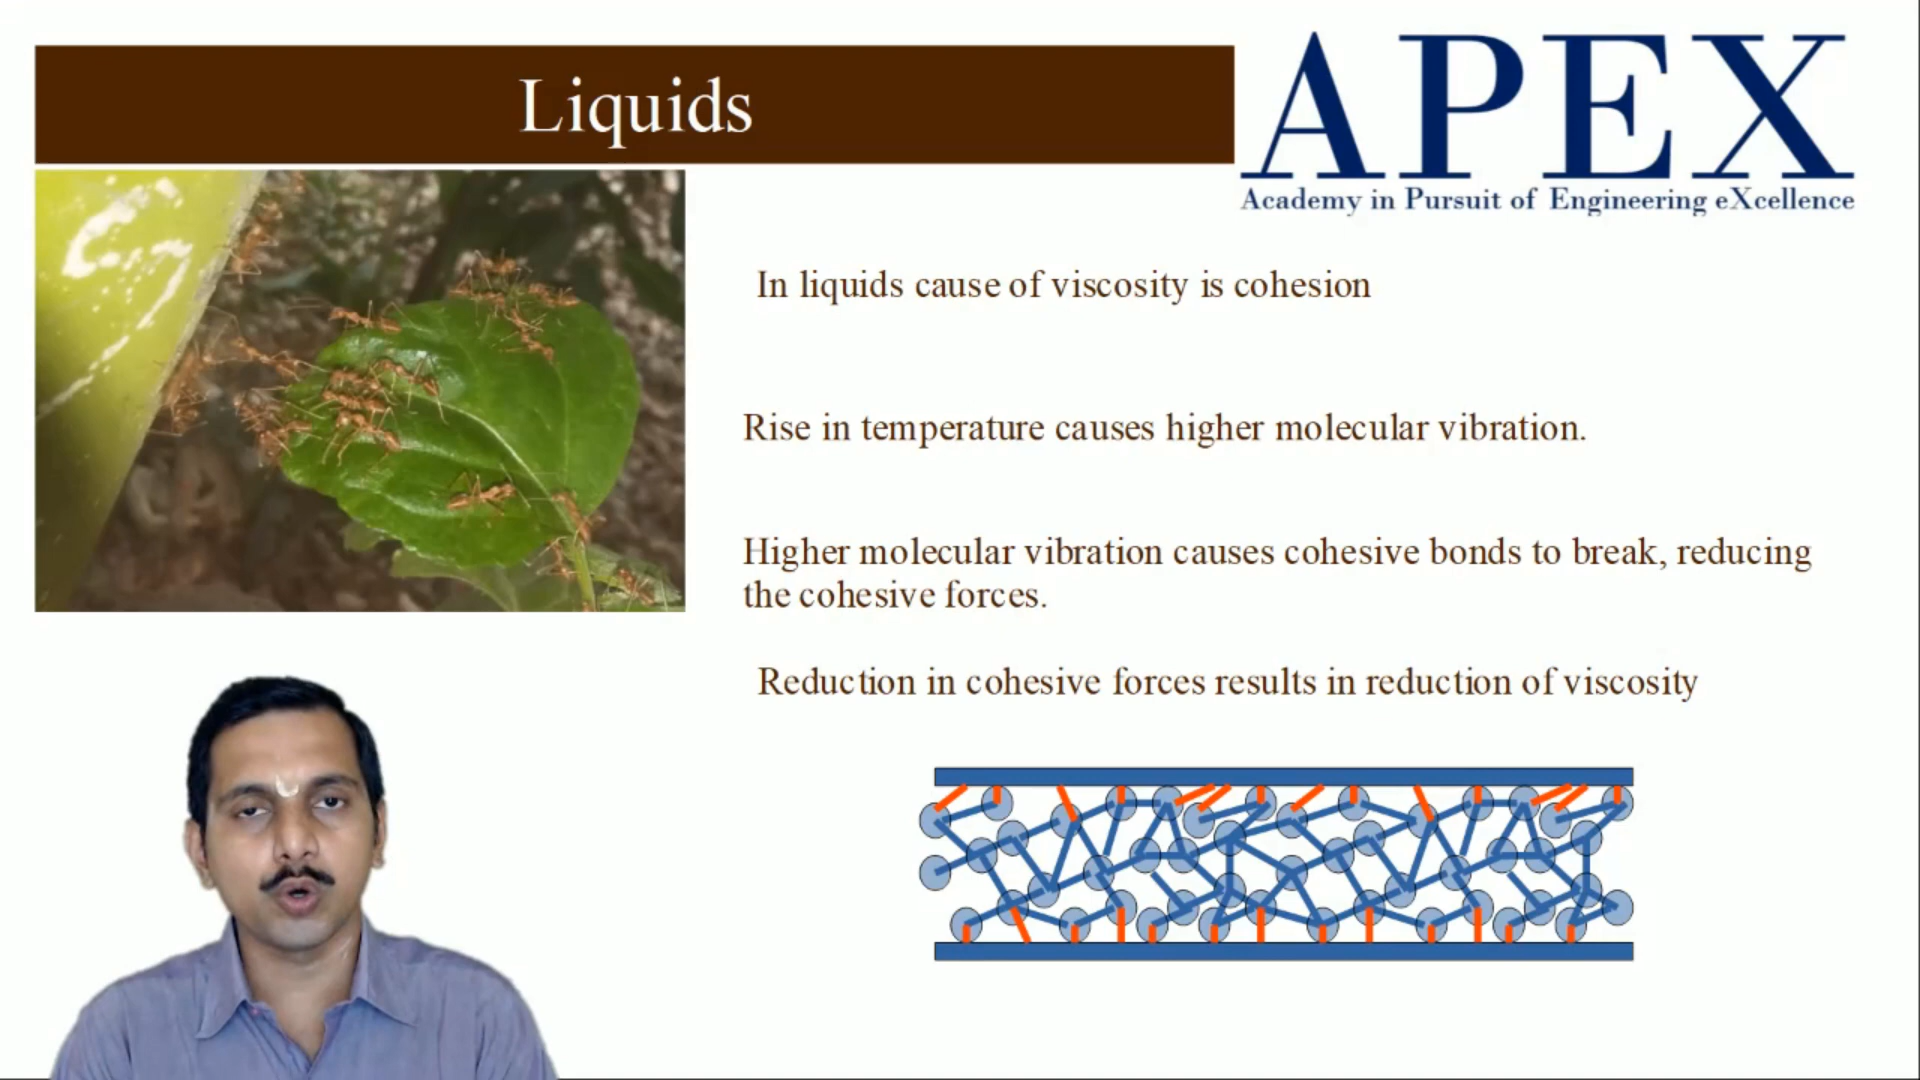 Liquids
APEX
Academy in Pursuit of Engineering eXcellence
In liquids cause of viscosity is cohesion
Rise in temperature causes higher molecular vibration.
Higher molecular vibration causes cohesive bonds to break, reducing
the cohesive forces.
Reduction in cohesive forces results in reduction of viscosity